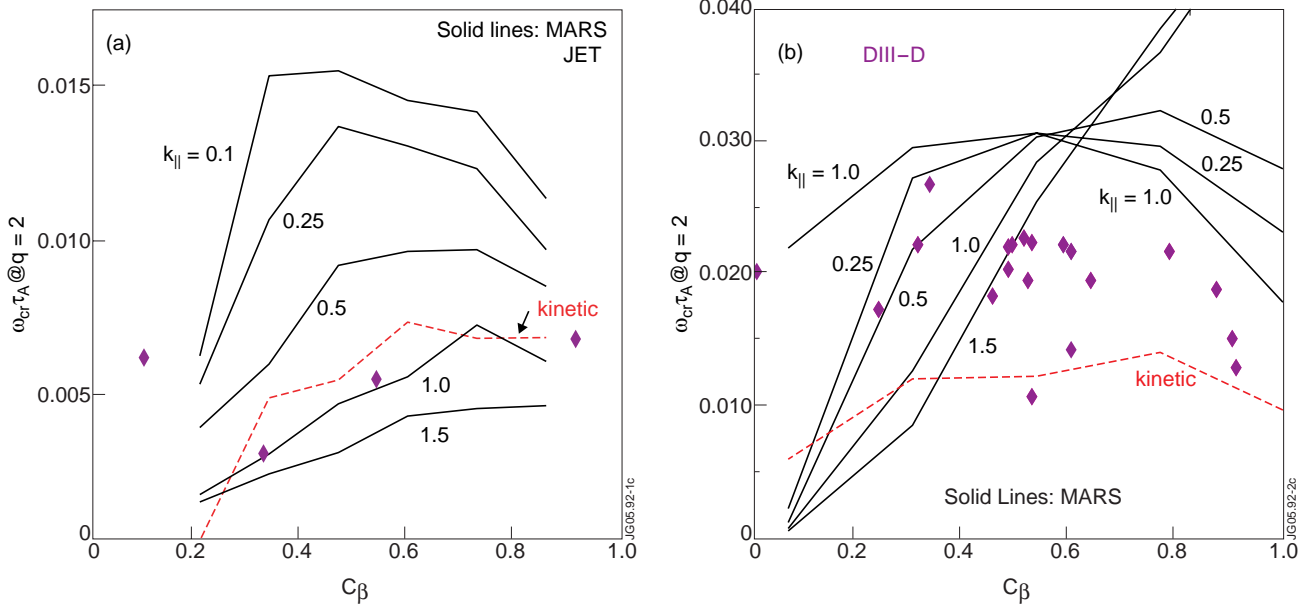 (a)
Solid lines: MARS
JET
0.015
k|| = 0.1
0.25
0.010
ωcrτA@q = 2
0.5
kinetic
0.005
1.0
1.5
0
0
0.2
0.4
0.6
0.8
1.0
Cβ
JG05.92-1c
0.040
(b)
DIII−D
0.030
0.5
k|| = 1.0
0.25
k|| = 1.0
1.0
0.020
ωcrτA@q = 2
0.25
0.5
1.5
kinetic
0.010
Solid Lines: MARS
0
0
0.2
0.4
0.6
0.8
1.0
Cβ
JG05.92-2c